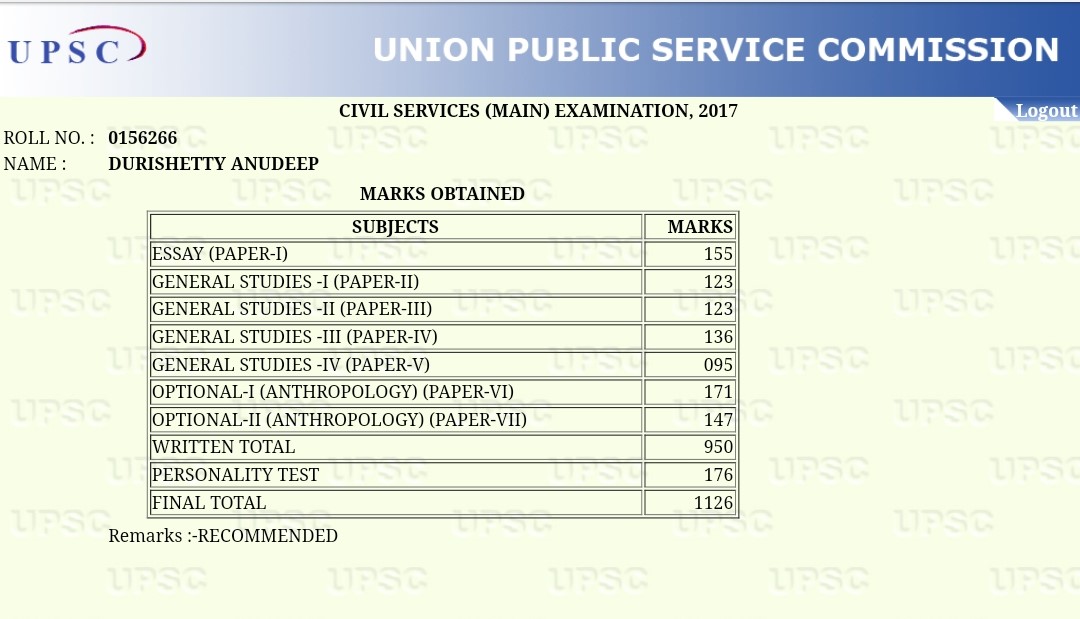 UPSC
UNION PUBLIC SERVICE COMMISSION
CIVIL SERVICES (MAIN) EXAMINATION, 2017
Logout
ROLL NO. : 0156266
NAME : DURISHETTY ANUDEEP
MARKS OBTAINED
SUBJECTS MARKS
ESSAY (PAPER-I) 155
GENERAL STUDIES -I (PAPER-II) 123
GENERAL STUDIES -II (PAPER-III) 123
GENERAL STUDIES -III (PAPER-IV) 136
GENERAL STUDIES -IV (PAPER-V) 095
OPTIONAL-I (ANTHROPOLOGY) (PAPER-VI) 171
OPTIONAL-II (ANTHROPOLOGY) (PAPER-VII) 147
WRITTEN TOTAL 950
PERSONALITY TEST 176
FINAL TOTAL 1126
Remarks :-RECOMMENDED